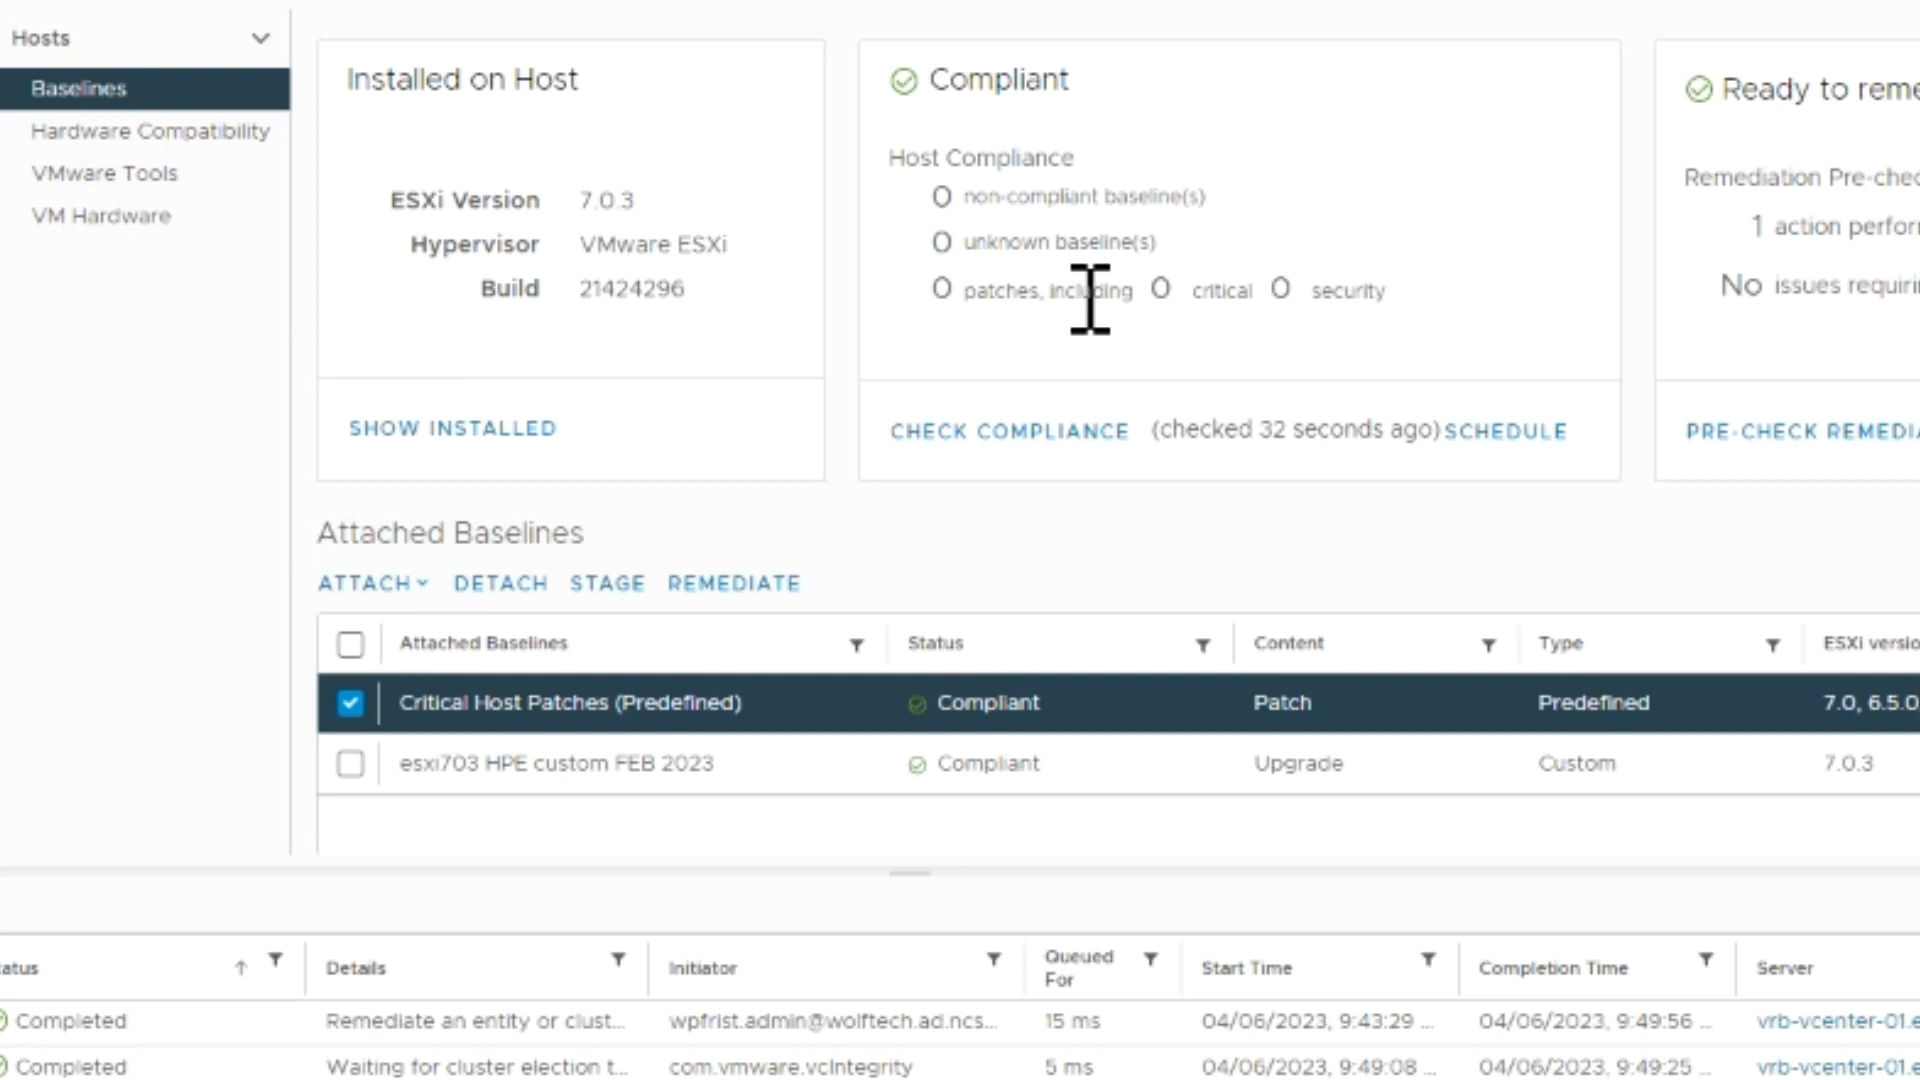 Hosts
Baselines
Hardware Compatibility
VMware Tools
VM Hardware
Installed on Host
ESXi Version 7.0.3
Hypervisor VMware ESXi
Build 21424296
SHOW INSTALLED
Compliant
Host Compliance
0 non-compliant baseline(s)
0 unknown baseline(s)
0 patches, including 0 critical 0 security
CHECK COMPLIANCE (checked 32 seconds ago) SCHEDULE
Ready to reme
Remediation Pre-chec
1 action perfor
No issues requiri
PRE-CHECK REMEDIA
Attached Baselines
ATTACH DETACH STAGE REMEDIATE
Attached Baselines Status Content Type ESXi versio
Critical Host Patches (Predefined) Compliant Patch Predefined 7.0, 6.5.0
esxi703 HPE custom FEB 2023 Compliant Upgrade Custom 7.0.3
atus Details Initiator Queued For Start Time Completion Time Server
Completed Remediate an entity or clust... wpfrist.admin@wolftech.ad.ncs... 15 ms 04/06/2023, 9:43:29 ... 04/06/2023, 9:49:56 ... vrb-vcenter-01.e
Completed Waiting for cluster election t... com.vmware.vcIntegrity 5 ms 04/06/2023, 9:49:08 ... 04/06/2023, 9:49:25 ... vrb-vcenter-01.e